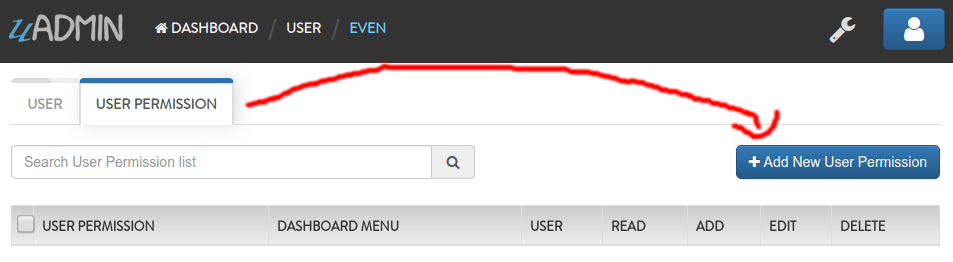 uADMIN DASHBOARD / USER / EVEN
USER USER PERMISSION
Search User Permission list
+ Add New User Permission
USER PERMISSION DASHBOARD MENU USER READ ADD EDIT DELETE